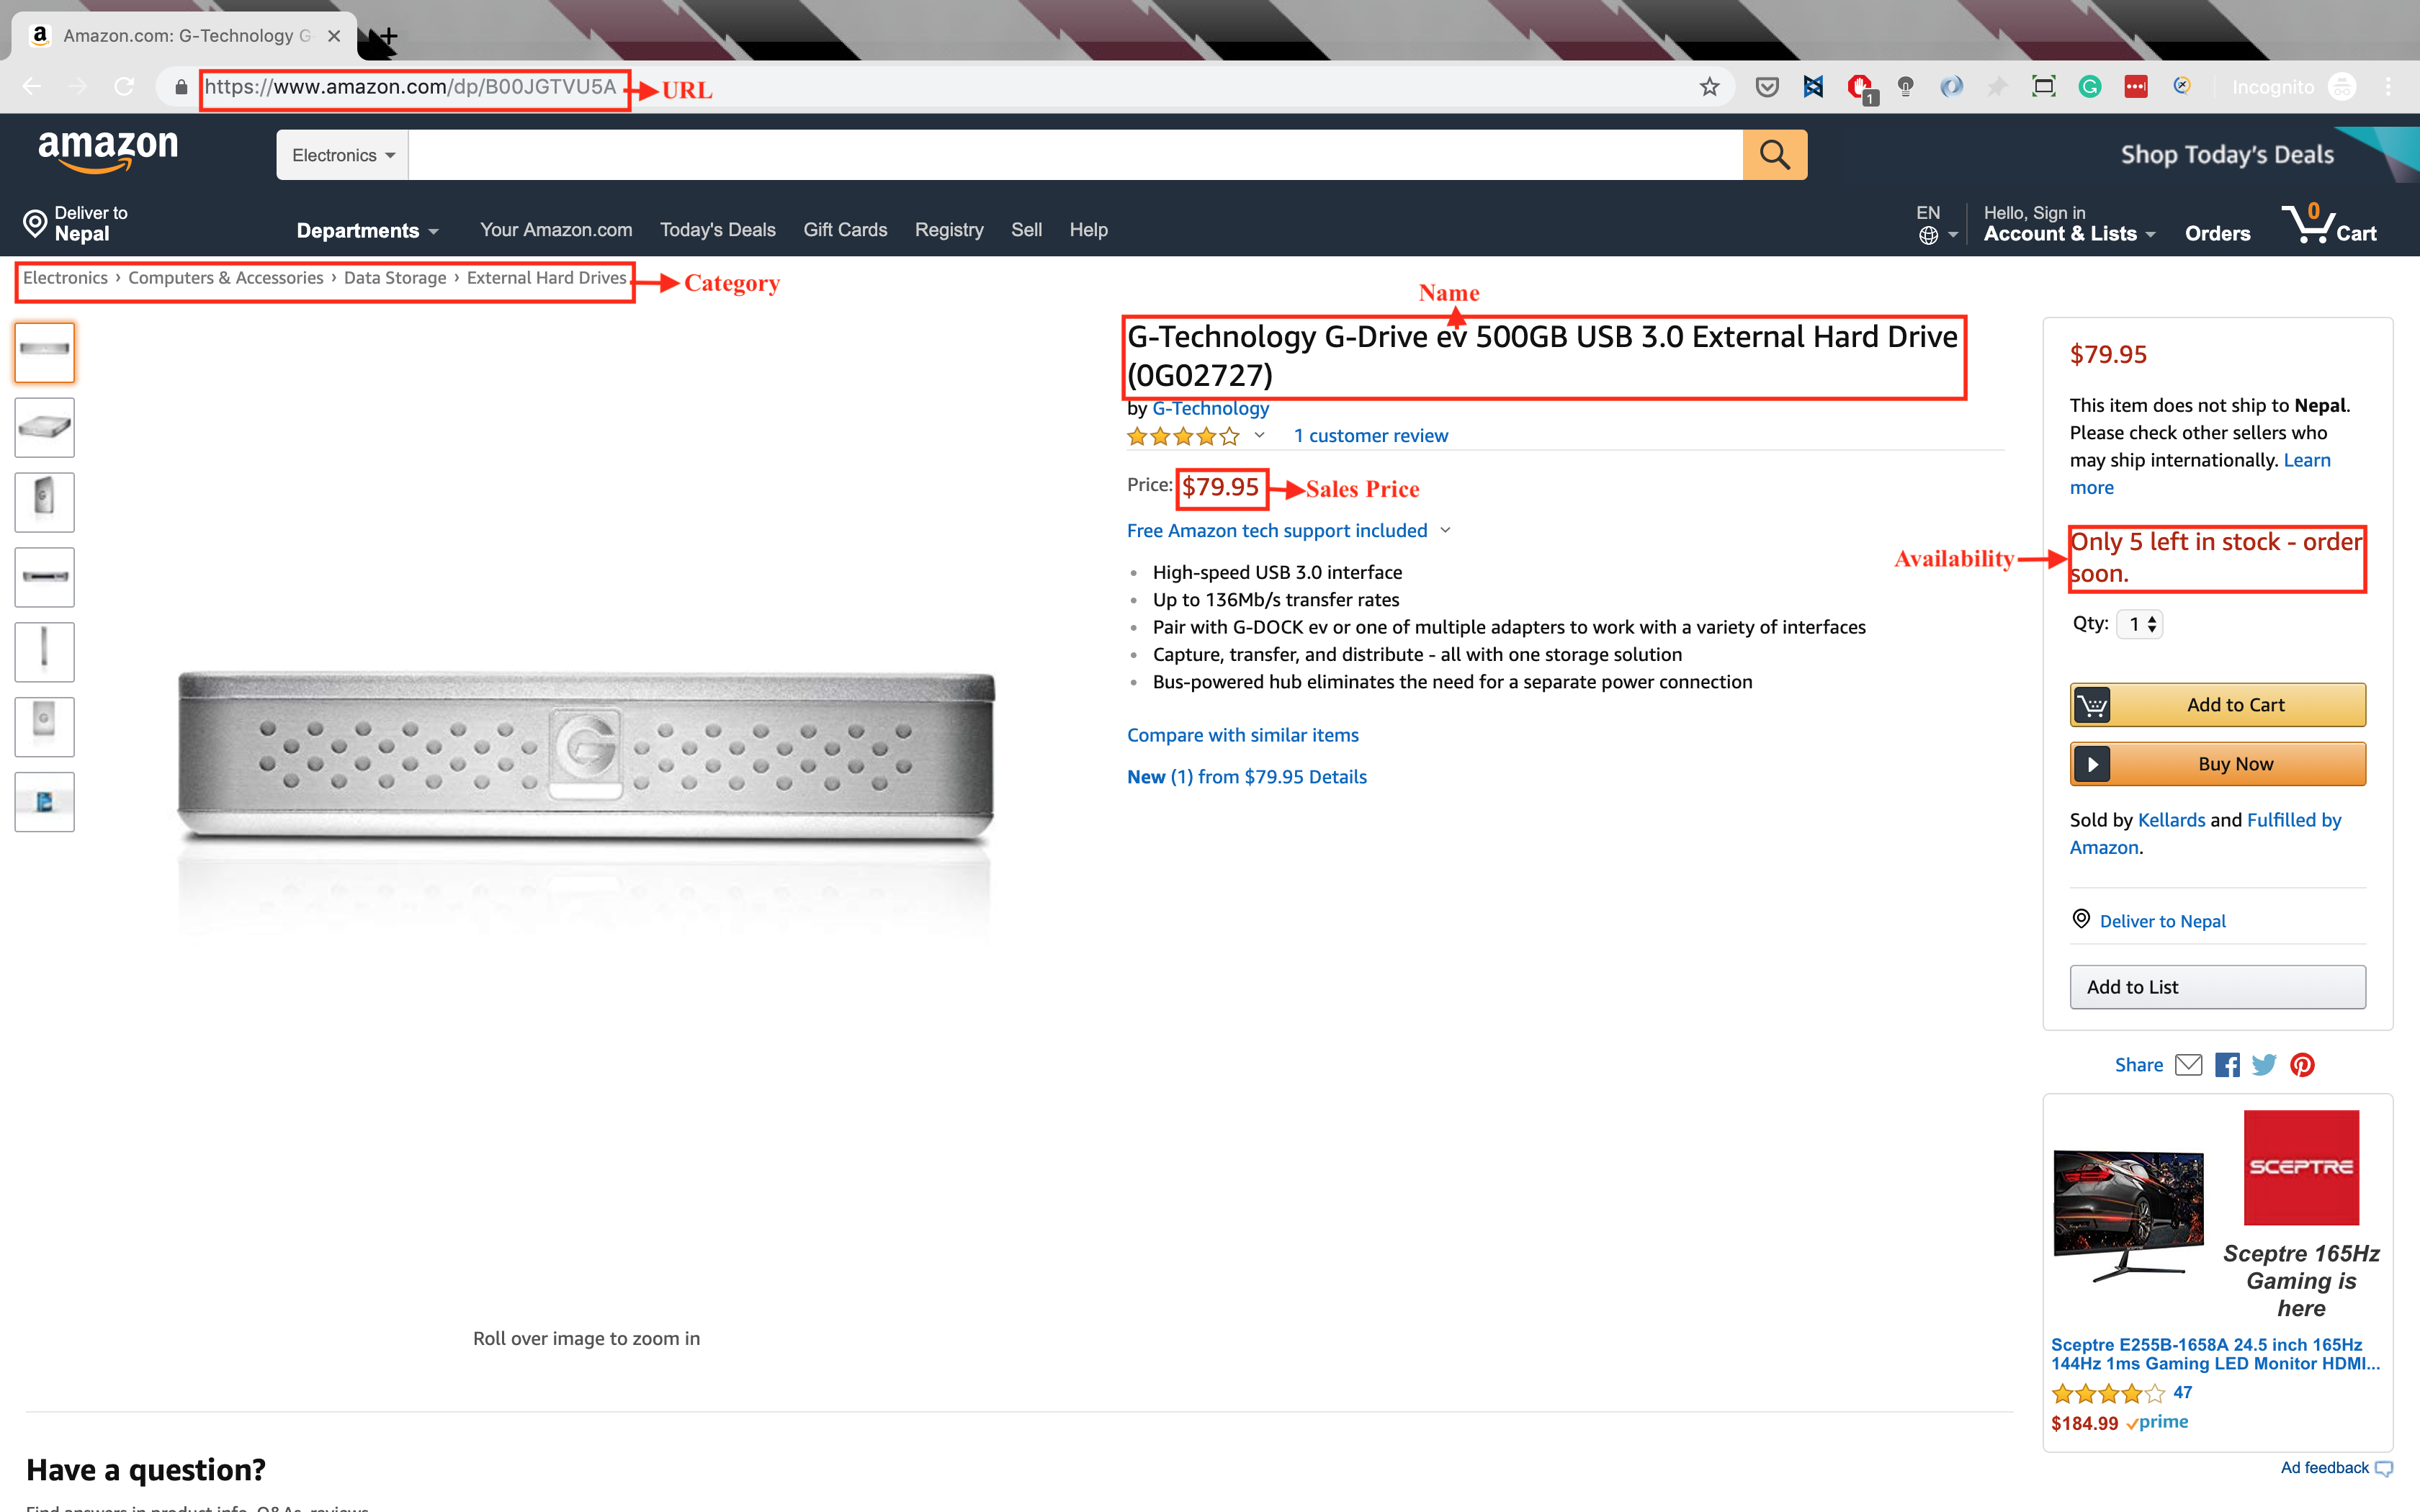 Amazon.com: G-Technology G-
https://www.amazon.com/dp/B00JGTVU5A
URL
1
Incognito
amazon
Electronics
Shop Today's Deals
Deliver to
Nepal
Departments
Your Amazon.com
Today's Deals
Gift Cards
Registry
Sell
Help
EN
Hello, Sign in
Account & Lists
Orders
0
Cart
Electronics › Computers & Accessories › Data Storage › External Hard Drives
Category
Name
G-Technology G-Drive ev 500GB USB 3.0 External Hard Drive
(0G02727)
by G-Technology
1 customer review
Price: $79.95
Sales Price
Free Amazon tech support included
• High-speed USB 3.0 interface
• Up to 136Mb/s transfer rates
• Pair with G-DOCK ev or one of multiple adapters to work with a variety of interfaces
• Capture, transfer, and distribute - all with one storage solution
• Bus-powered hub eliminates the need for a separate power connection
Compare with similar items
New (1) from $79.95 Details
$79.95
This item does not ship to Nepal.
Please check other sellers who
may ship internationally. Learn
more
Availability
Only 5 left in stock - order
soon.
Qty: 1
Add to Cart
Buy Now
Sold by Kellards and Fulfilled by
Amazon.
Deliver to Nepal
Add to List
Share
SCEPTRE
Sceptre 165Hz
Gaming is
here
Sceptre E255B-1658A 24.5 inch 165Hz
144Hz 1ms Gaming LED Monitor HDMI...
47
$184.99 prime
Ad feedback
Roll over image to zoom in
Have a question?
Find answers in product info, Q&As, reviews